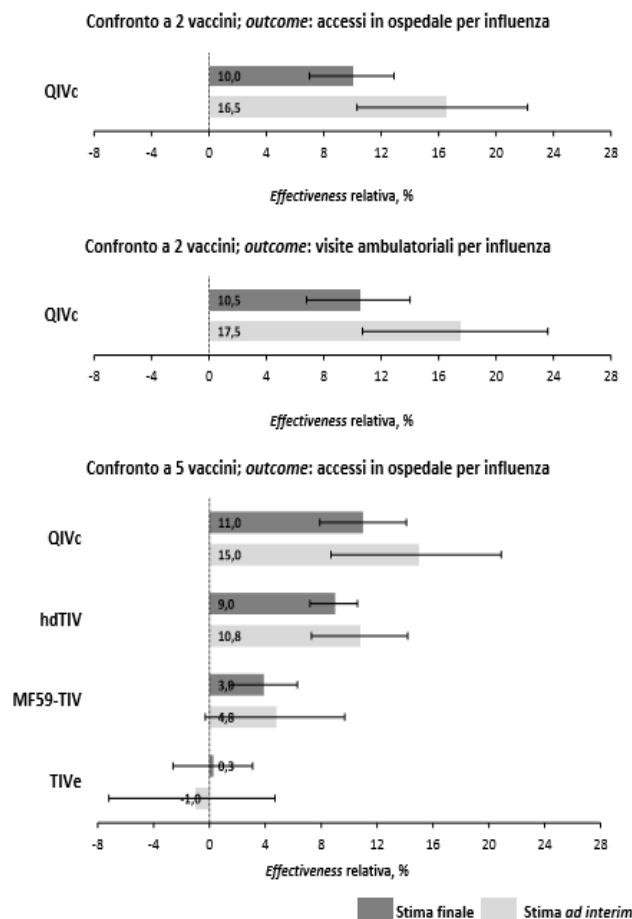 Confronto a 2 vaccini; outcome: accessi in ospedale per influenza
QIVc
10,0
16,5
-8 -4 0 4 8 12 16 20 24 28
Effectiveness relativa, %
Confronto a 2 vaccini; outcome: visite ambulatoriali per influenza
QIVc
10,5
17,5
-8 -4 0 4 8 12 16 20 24 28
Effectiveness relativa, %
Confronto a 5 vaccini; outcome: accessi in ospedale per influenza
QIVc
11,0
15,0
hdTIV
9,0
10,8
MF59-TIV
3,9
4,8
TIVe
0,3
-1,0
-8 -4 0 4 8 12 16 20 24 28
Effectiveness relativa, %
Stima finale Stima ad interim